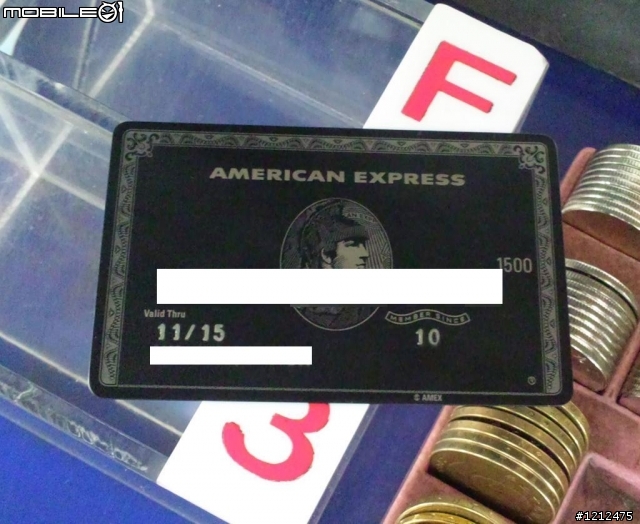 MOBILE01
F
AMERICAN EXPRESS
1500
Valid Thru
MEMBER SINCE
11/15
10
® 
© AMEX
3
#1212475